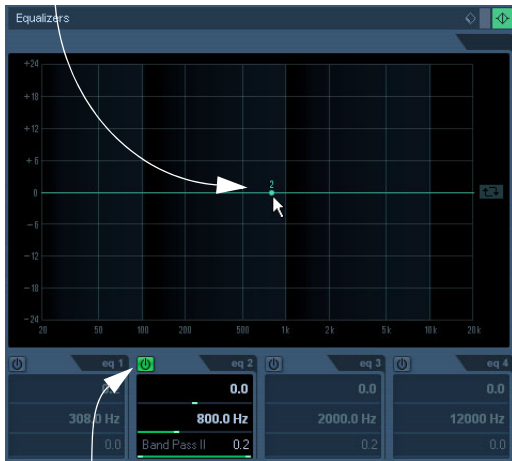 Equalizers
+24
+18
+12
+6
2
0
-6
-12
-18
-24
20 50 100 200 500 1k 2k 5k 10k 20k
eq 1 eq 2 eq 3 eq 4
0.0 0.0 0.0
308.0 Hz 800.0 Hz 2000.0 Hz 12000 Hz
0.0 Band Pass II 0.2 0.2 0.0